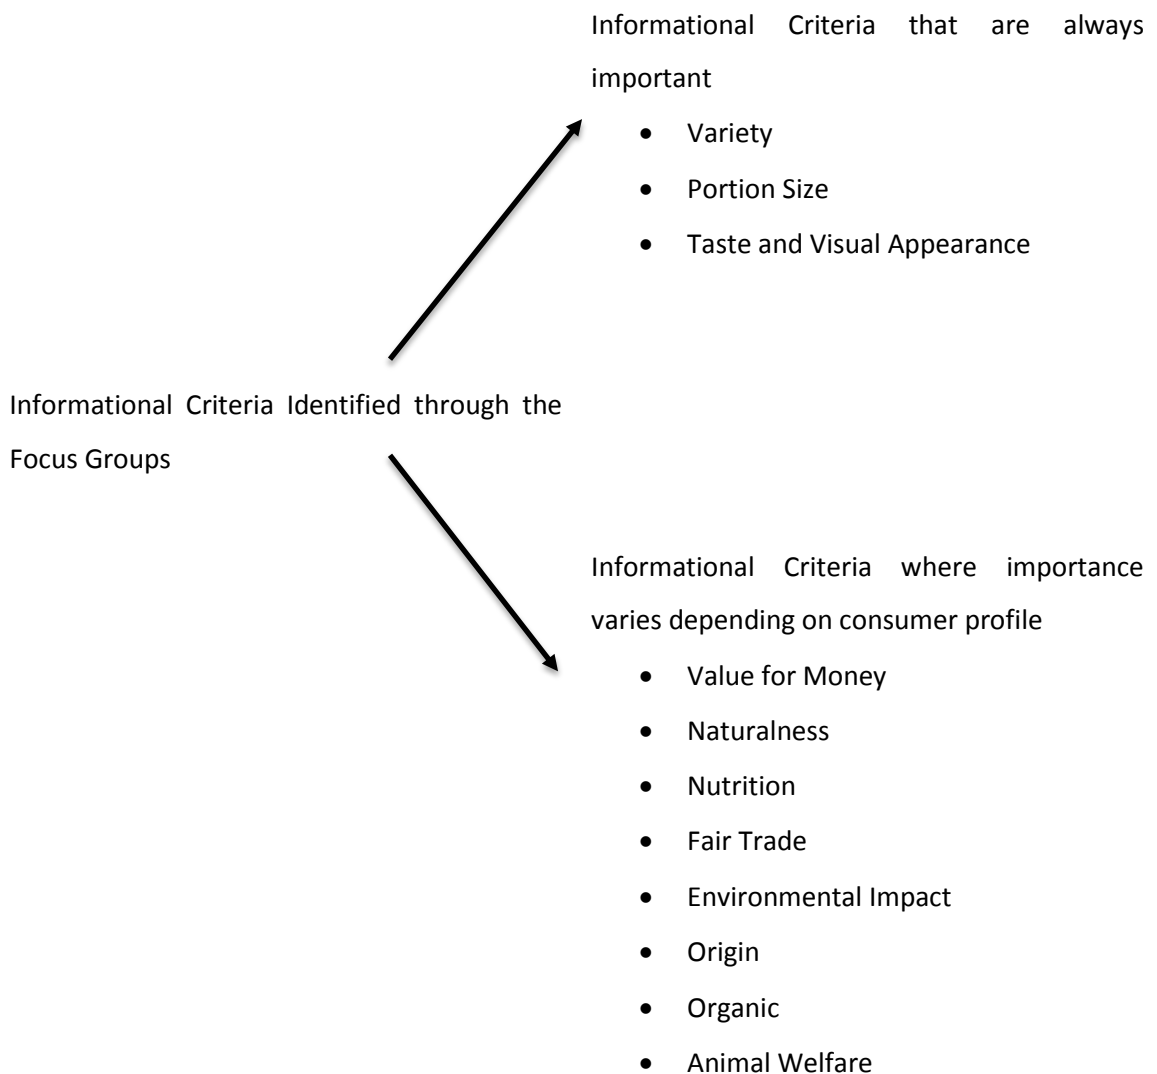 Informational Criteria that are always
important
• Variety
• Portion Size
• Taste and Visual Appearance
Informational Criteria Identified through the
Focus Groups
Informational Criteria where importance
varies depending on consumer profile
• Value for Money
• Naturalness
• Nutrition
• Fair Trade
• Environmental Impact
• Origin
• Organic
• Animal Welfare